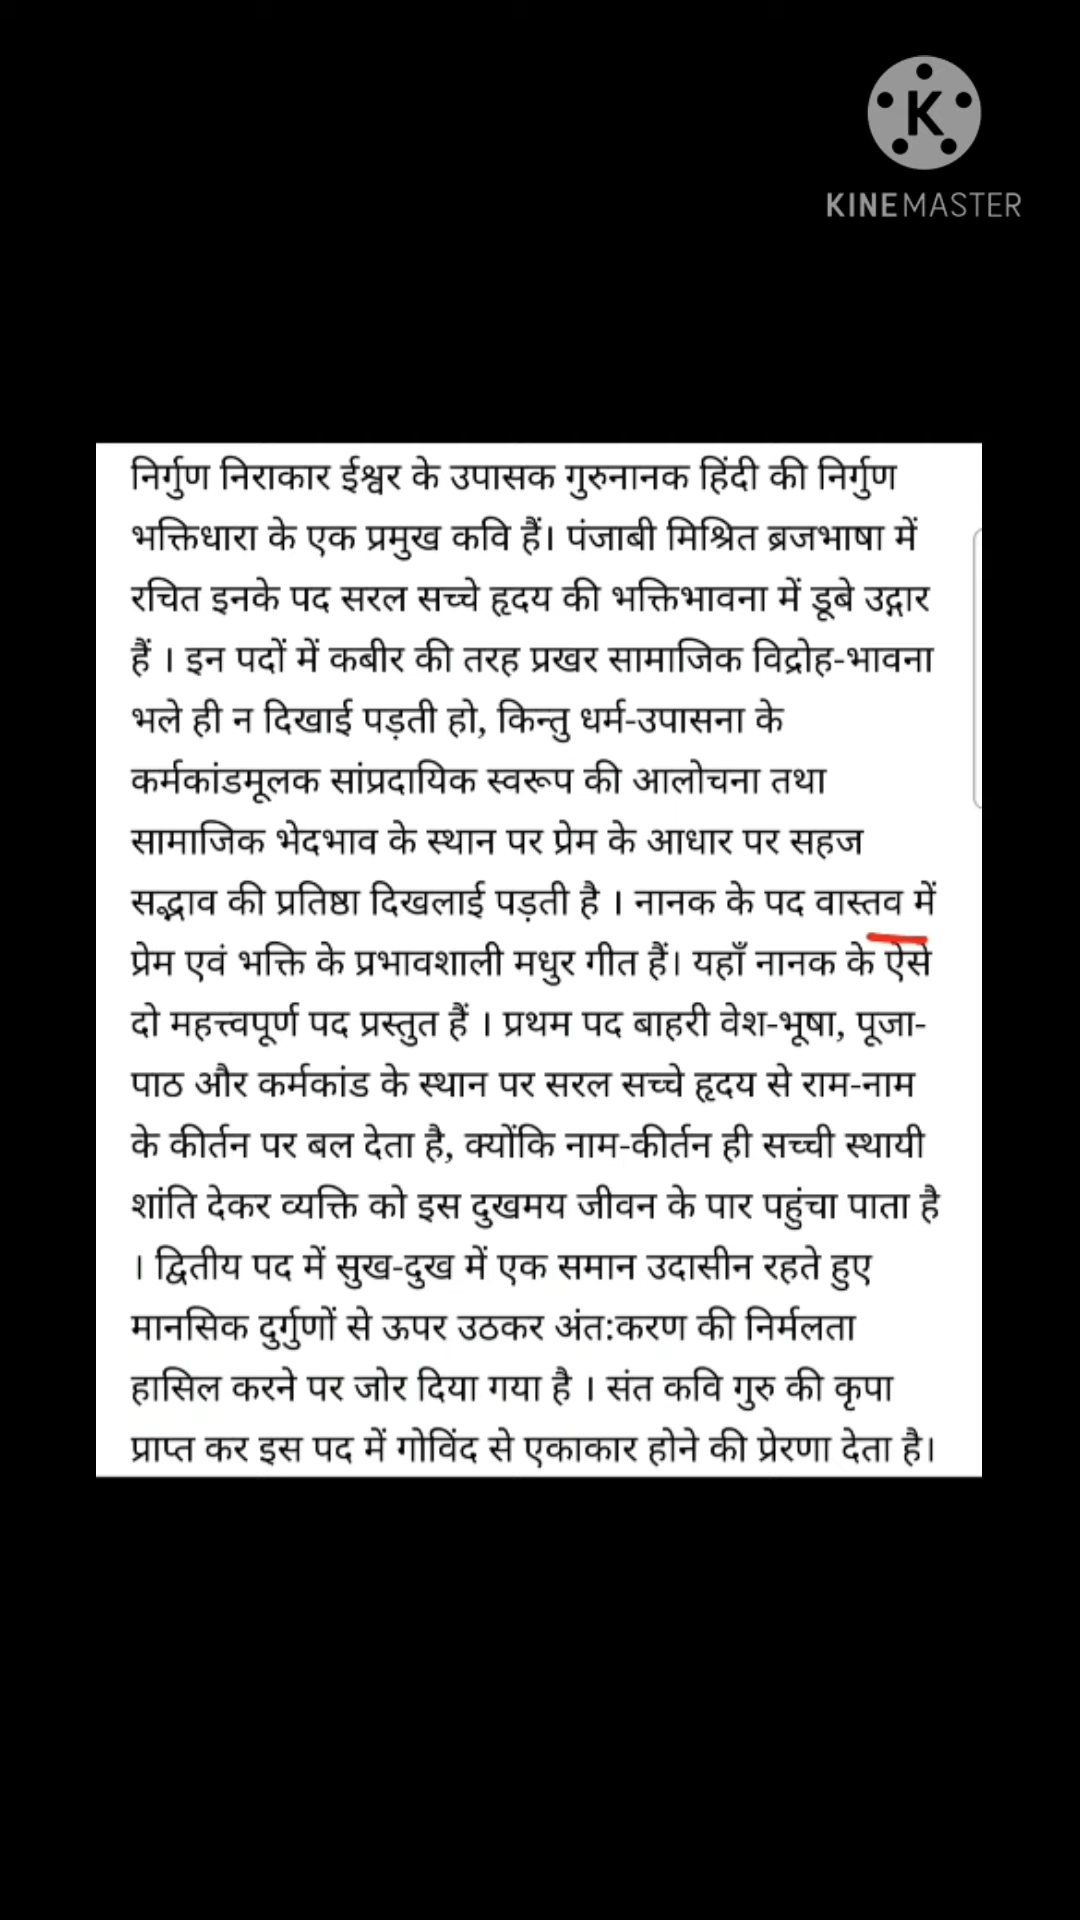 K
KINEMASTER
निर्गुण निराकार ईश्वर के उपासक गुरुनानक हिंदी की निर्गुण
भक्तिधारा के एक प्रमुख कवि हैं। पंजाबी मिश्रित ब्रजभाषा में
रचित इनके पद सरल सच्चे हृदय की भक्तिभावना में डूबे उद्गार
हैं । इन पदों में कबीर की तरह प्रखर सामाजिक विद्रोह-भावना
भले ही न दिखाई पड़ती हो, किन्तु धर्म-उपासना के
कर्मकांडमूलक सांप्रदायिक स्वरूप की आलोचना तथा
सामाजिक भेदभाव के स्थान पर प्रेम के आधार पर सहज
सद्भाव की प्रतिष्ठा दिखलाई पड़ती है । नानक के पद वास्तव में
प्रेम एवं भक्ति के प्रभावशाली मधुर गीत हैं। यहाँ नानक के ऐसे
दो महत्त्वपूर्ण पद प्रस्तुत हैं । प्रथम पद बाहरी वेश-भूषा, पूजा-
पाठ और कर्मकांड के स्थान पर सरल सच्चे हृदय से राम-नाम
के कीर्तन पर बल देता है, क्योंकि नाम-कीर्तन ही सच्ची स्थायी
शांति देकर व्यक्ति को इस दुखमय जीवन के पार पहुंचा पाता है
। द्वितीय पद में सुख-दुख में एक समान उदासीन रहते हुए
मानसिक दुर्गुणों से ऊपर उठकर अंत:करण की निर्मलता
हासिल करने पर जोर दिया गया है । संत कवि गुरु की कृपा
प्राप्त कर इस पद में गोविंद से एकाकार होने की प्रेरणा देता है।